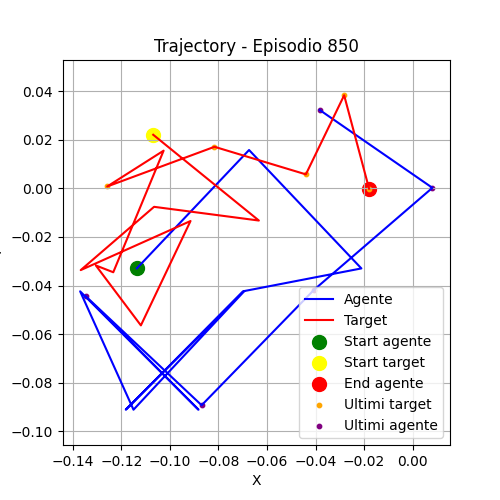 Trajectory - Episodio 850
0.04
0.02
0.00
−0.02
−0.04
−0.06
−0.08
−0.10
Agente
Target
Start agente
Start target
End agente
Ultimi target
Ultimi agente
−0.14 −0.12 −0.10 −0.08 −0.06 −0.04 −0.02 0.00
X